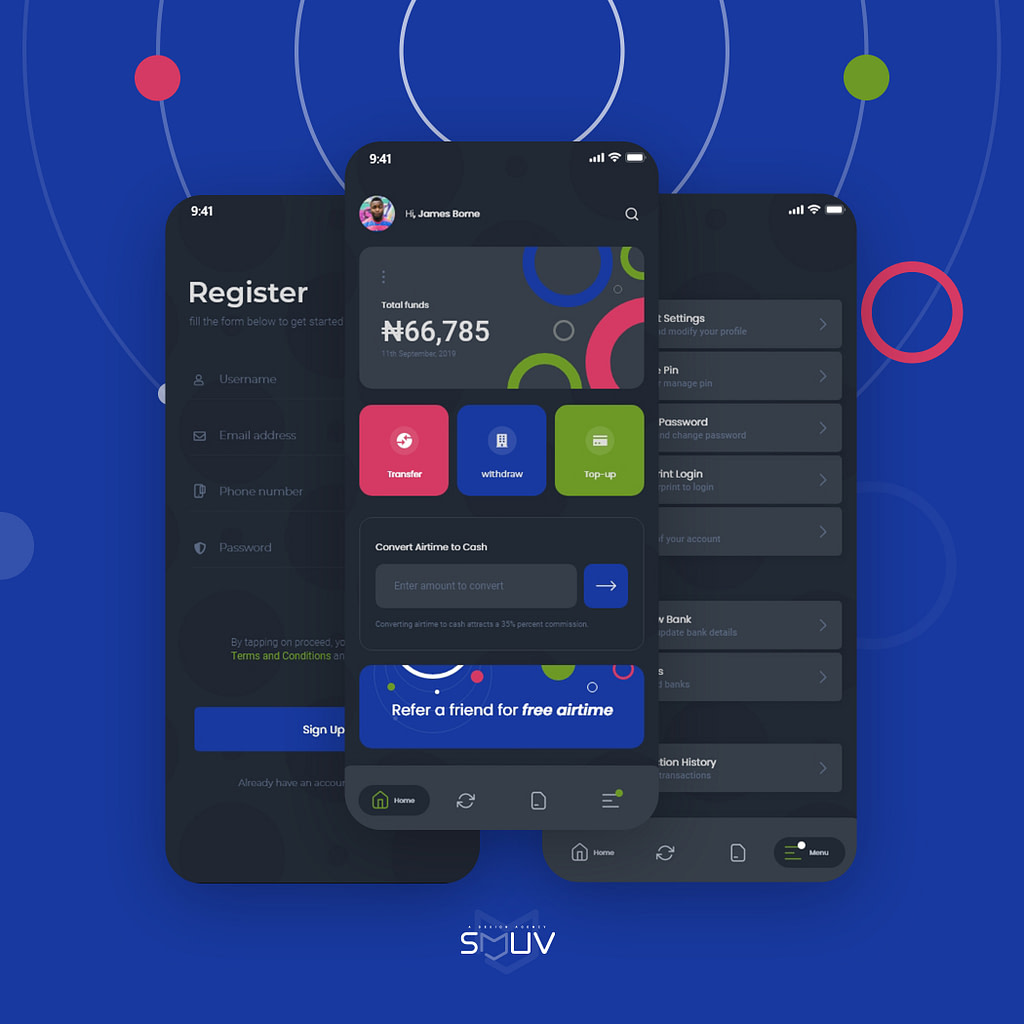 9:41
Register
fill the form below to get started
Username
Email address
Phone number
Password
By tapping on proceed, yo
Terms and Conditions an
Sign Up
Already have an accour
9:41
Hi, James Borne
Total funds
₦66,785
11th September, 2019
Transfer
withdraw
Top-up
Convert Airtime to Cash
Enter amount to convert
Converting airtime to cash attracts a 35% percent commission.
Refer a friend for free airtime
Home
t Settings
nd modify your profile
e Pin
r manage pin
Password
nd change password
rint Login
rprint to login
of your account
w Bank
update bank details
s
d banks
tion History
transactions
Home
Menu
A DESIGN AGENCY
SMUV